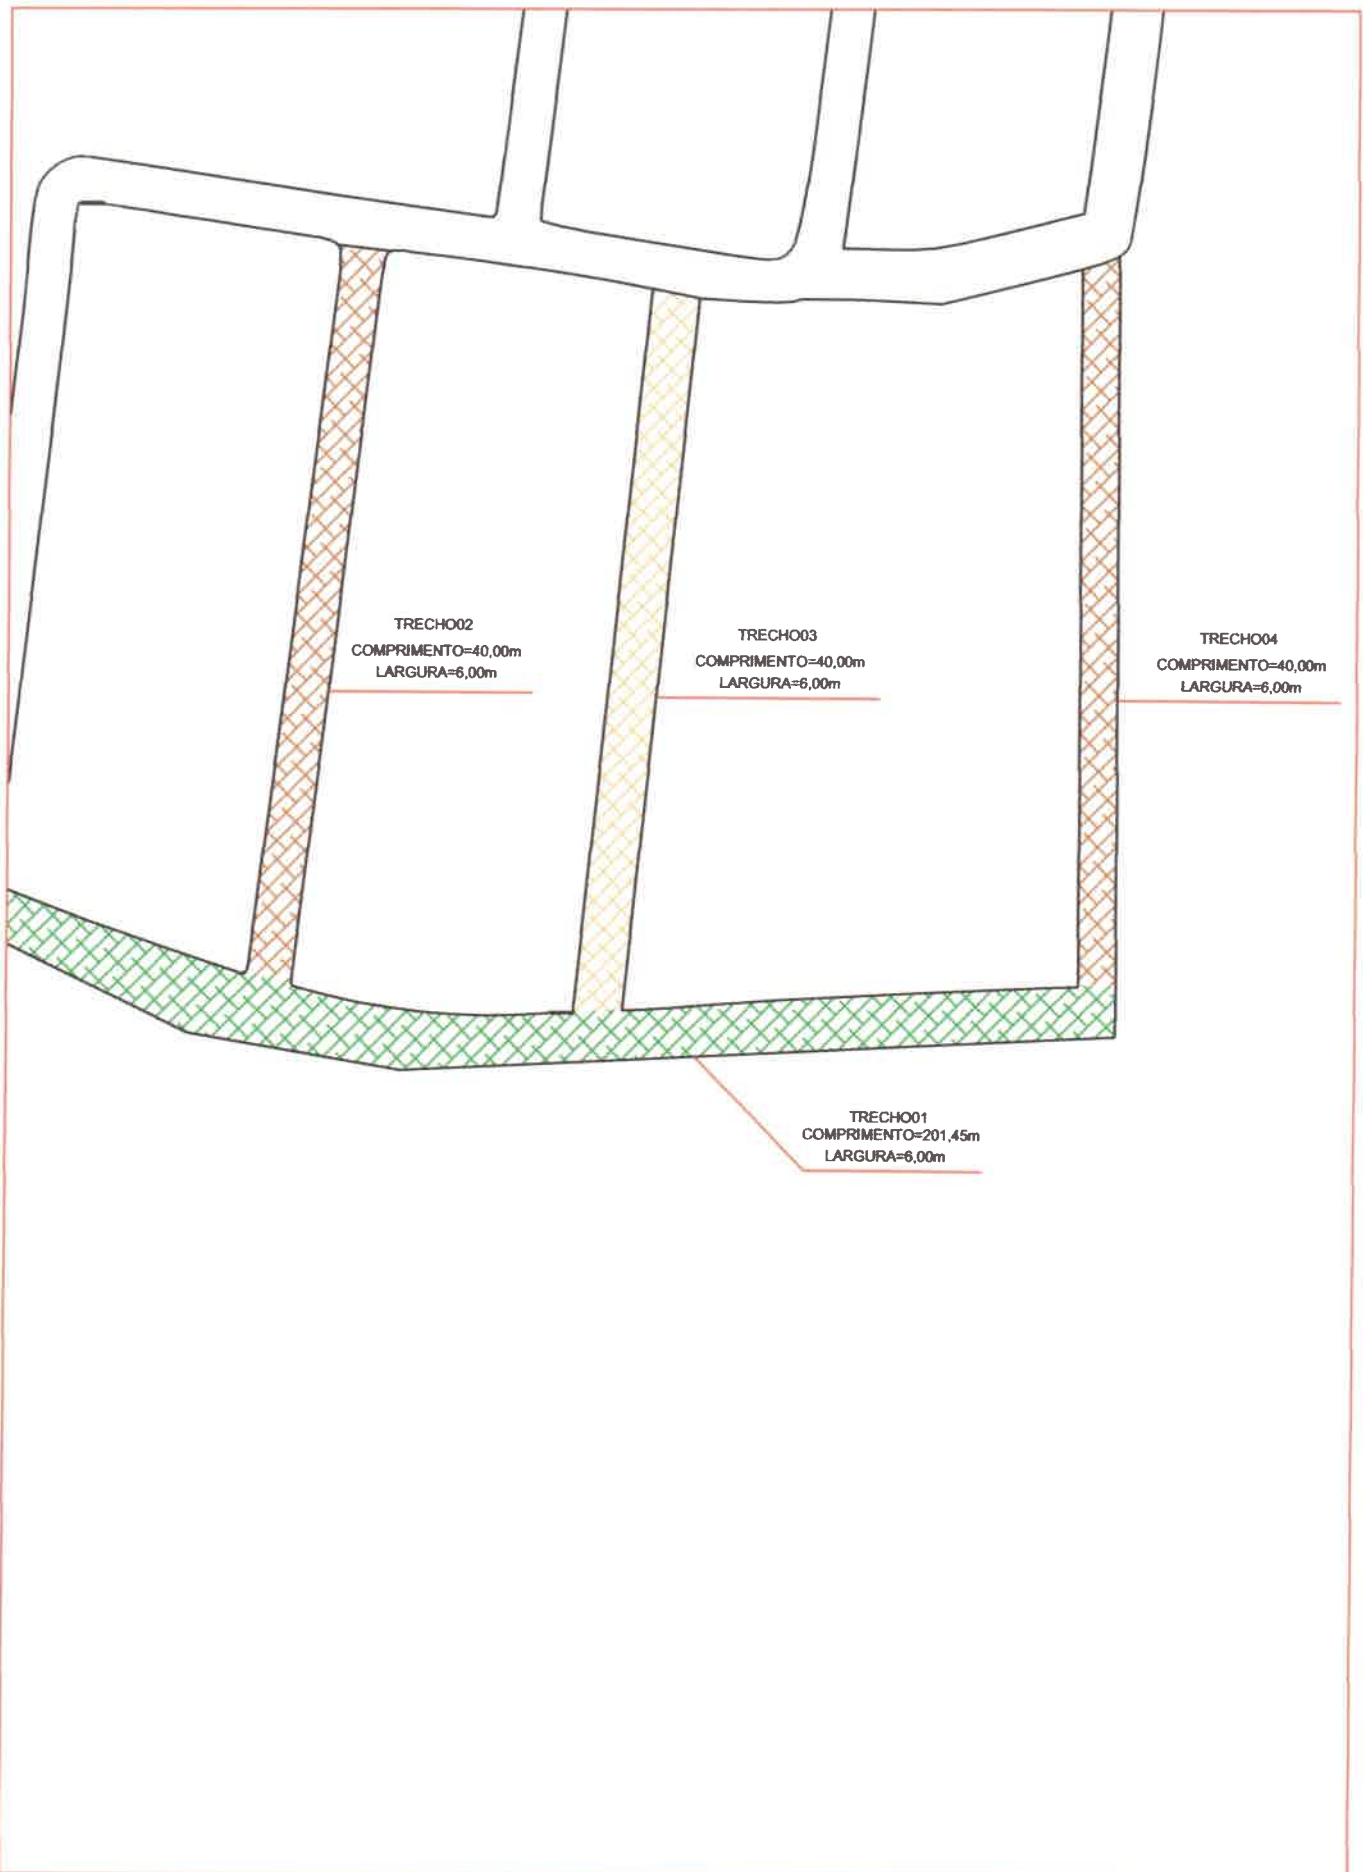 TRECHO02
COMPRIMENTO=40,00m
LARGURA=6,00m
TRECHO03
COMPRIMENTO=40,00m
LARGURA=6,00m
TRECHO04
COMPRIMENTO=40,00m
LARGURA=6,00m
TRECHO01
COMPRIMENTO=201,45m
LARGURA=6,00m